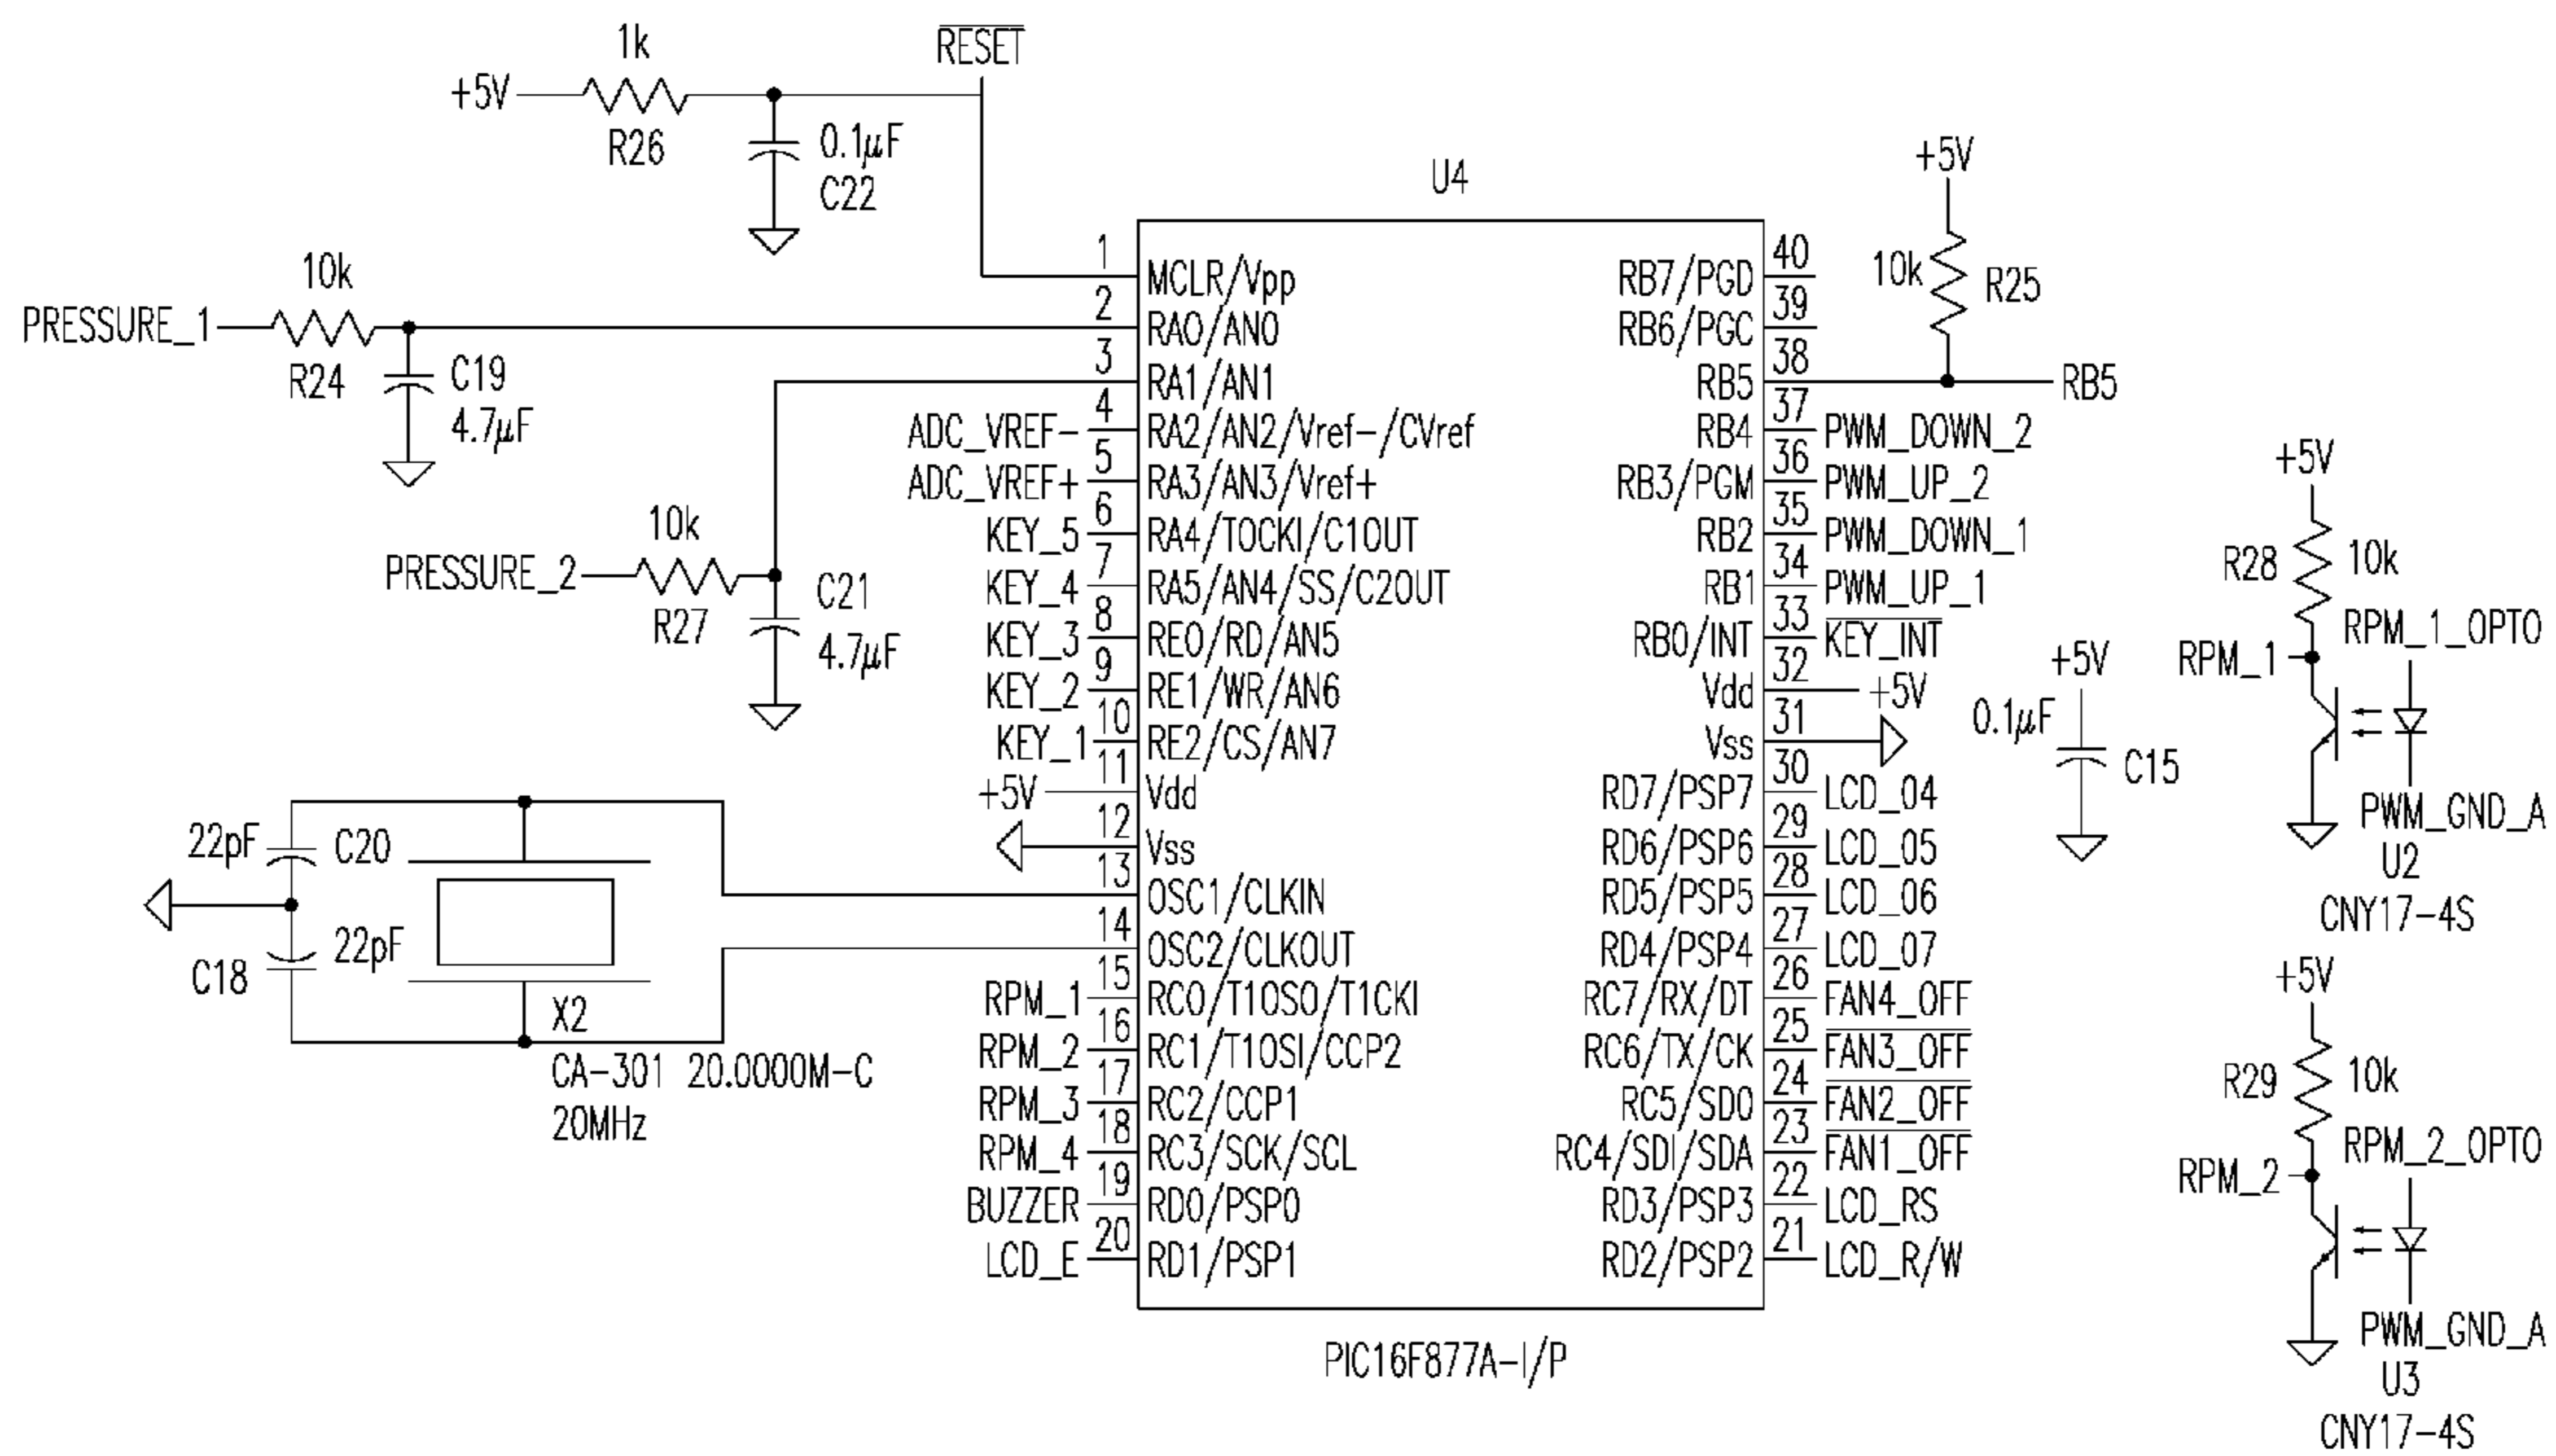 1k
RESET
+5V
R26
0.1µF
C22
10k
PRESSURE_1
R24
C19
4.7µF
10k
PRESSURE_2
R27
C21
4.7µF
22pF
C20
C18
22pF
X2
CA-301 20.0000M-C
20MHz
U4
1 MCLR/Vpp
2 RA0/AN0
3 RA1/AN1
ADC_VREF- 4 RA2/AN2/Vref-/CVref
ADC_VREF+ 5 RA3/AN3/Vref+
KEY_5 6 RA4/TOCKI/C1OUT
KEY_4 7 RA5/AN4/SS/C2OUT
KEY_3 8 RE0/RD/AN5
KEY_2 9 RE1/WR/AN6
KEY_1 10 RE2/CS/AN7
+5V 11 Vdd
12 Vss
13 OSC1/CLKIN
14 OSC2/CLKOUT
RPM_1 15 RC0/T1OSO/T1CKI
RPM_2 16 RC1/T1OSI/CCP2
RPM_3 17 RC2/CCP1
RPM_4 18 RC3/SCK/SCL
BUZZER 19 RD0/PSP0
LCD_E 20 RD1/PSP1
RB7/PGD 40
RB6/PGC 39
RB5 38 RB5
RB4 37 PWM_DOWN_2
RB3/PGM 36 PWM_UP_2
RB2 35 PWM_DOWN_1
RB1 34 PWM_UP_1
RB0/INT 33 KEY_INT
Vdd 32 +5V
Vss 31
RD7/PSP7 30 LCD_04
RD6/PSP6 29 LCD_05
RD5/PSP5 28 LCD_06
RD4/PSP4 27 LCD_07
RC7/RX/DT 26 FAN4_OFF
RC6/TX/CK 25 FAN3_OFF
RC5/SDO 24 FAN2_OFF
RC4/SDI/SDA 23 FAN1_OFF
RD3/PSP3 22 LCD_RS
RD2/PSP2 21 LCD_R/W
PIC16F877A-I/P
+5V
10k
R25
+5V
0.1µF
C15
+5V
R28
10k
RPM_1_OPTO
RPM_1
PWM_GND_A
U2
CNY17-4S
+5V
R29
10k
RPM_2_OPTO
RPM_2
PWM_GND_A
U3
CNY17-4S